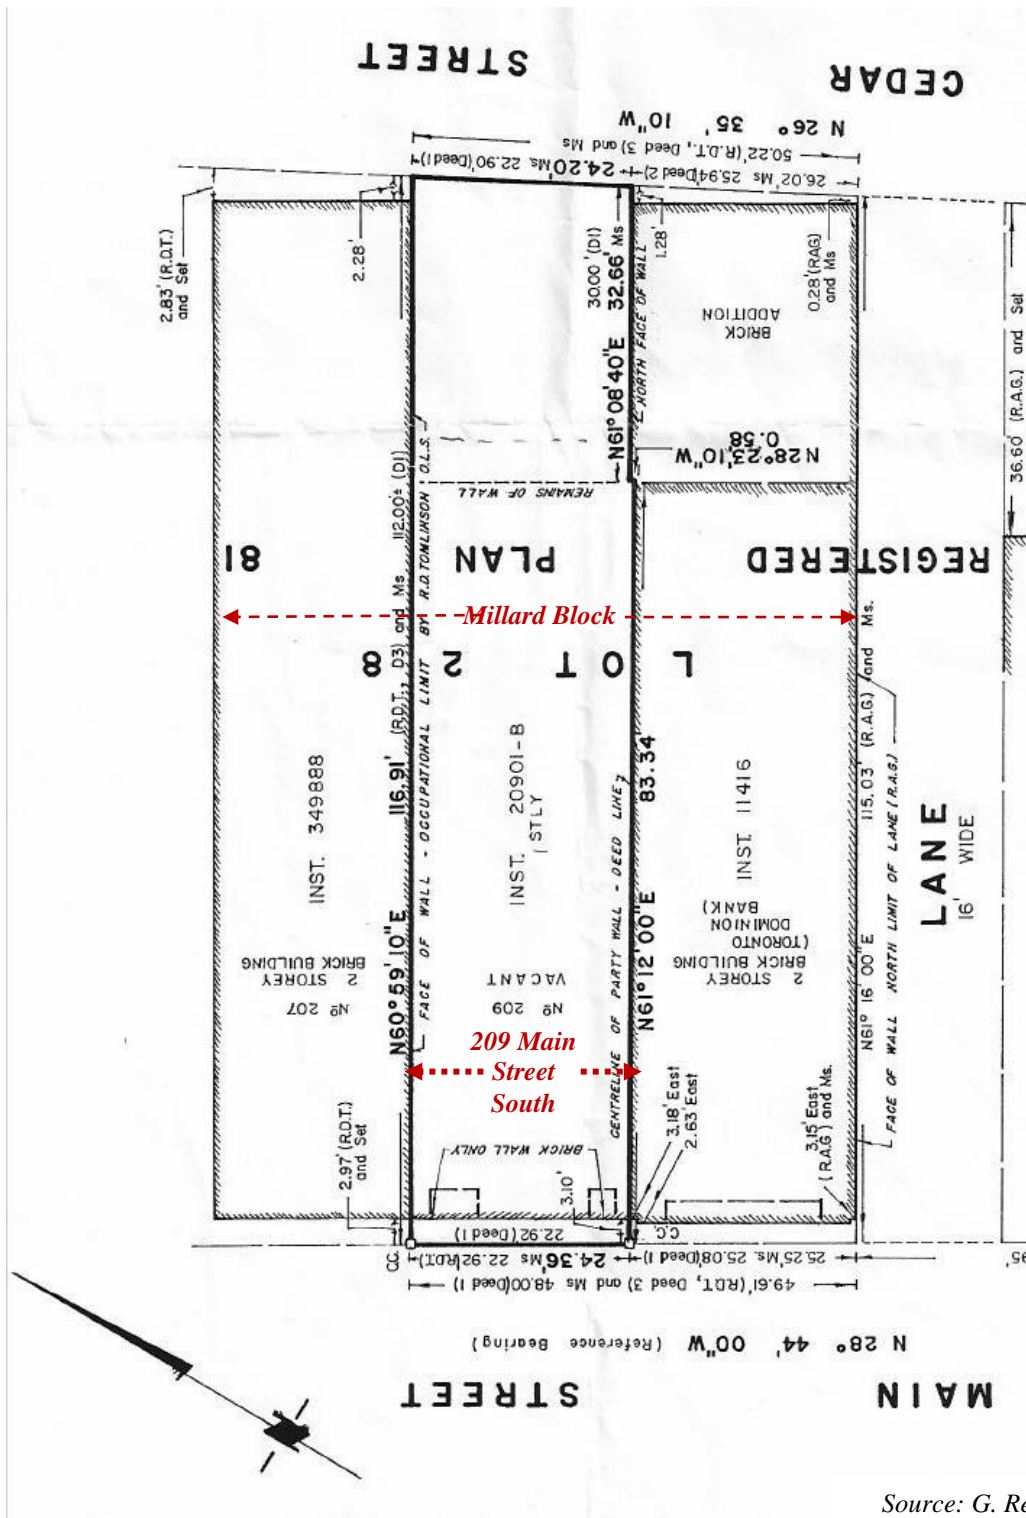 CEDAR STREET
N 26° 35' 10"W
50.22' (R.D.T., Deed 3) and Ms
26.02' Ms 25.94' (Deed 2)
24.20' Ms. 22.90' (Deed 1)
2.83' (R.D.T.)
and Set
2.28'
30.00' (D1)
32.66' Ms
N61°08'40"E
NORTH FACE OF WALL
1.28'
0.28' (RAG)
and Ms
BRICK
ADDITION
36.60' (R.A.G.) and Set
N28°23'10"W
0.58'
REMAINS OF WALL
REGISTERED PLAN 81
Millard Block
LOT 28
N60°59'10"E 116.91' (R.D.T., D3) and Ms 112.00'± (D1)
FACE OF WALL - OCCUPATIONAL LIMIT BY R.D. TOMLINSON O.L.S.
INST. 349888
INST. 20901-B
(STLY
INST. 11416
N61°12'00"E 83.34'
CENTRELINE OF PARTY WALL - DEED LINE
N61° 16' 00"E 115.03' (R.A.G.) and Ms.
FACE OF WALL NORTH LIMIT OF LANE (R.A.G.)
LANE
16' WIDE
2 STOREY
BRICK BUILDING
Nº 207
VACANT
Nº 209
2 STOREY
BRICK BUILDING
(TORONTO
DOMINION
BANK)
209 Main
Street
South
2.97' (R.D.T.)
and Set
BRICK WALL ONLY
3.10'
3.18' East
2.63' East
3.15' East
(R.A.G.) and Ms.
C.C.
C.C.
22.92' (Deed 1)
25.25' Ms. 25.08' (Deed 1)
24.36' Ms 22.92' (R.D.T.)
49.61' (R.D.T., Deed 3) and Ms 48.00' (Deed 1)
95'
N 28° 44' 00"W (Reference Bearing)
MAIN STREET
Source: G. Re